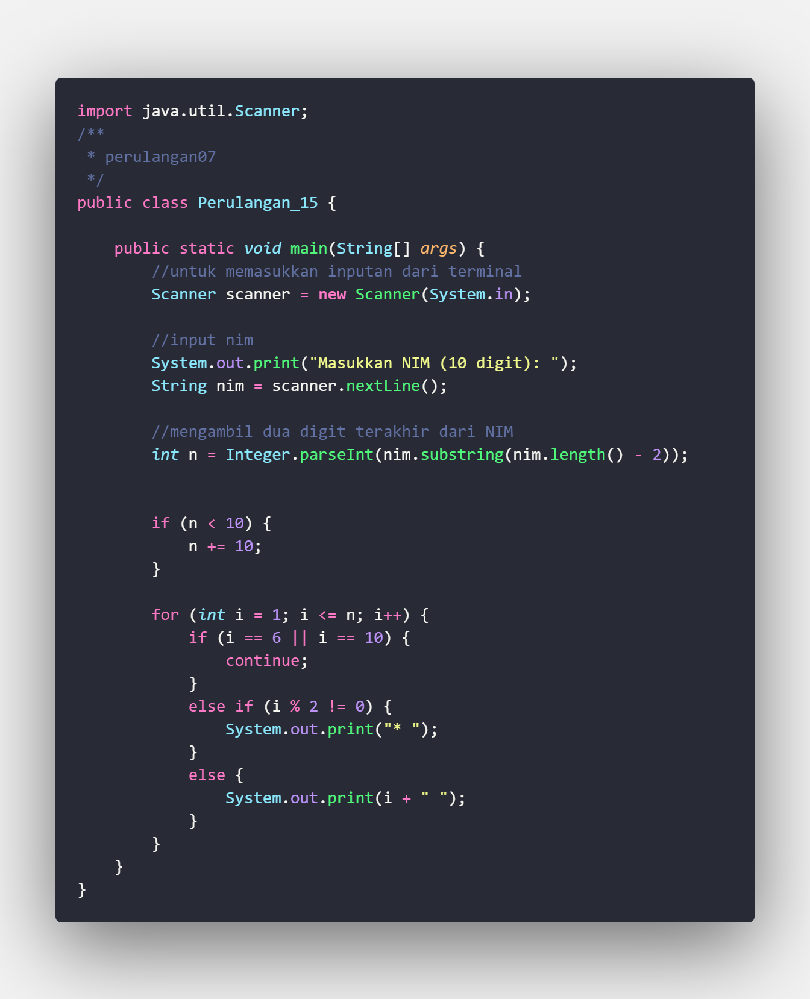 import java.util.Scanner;
/**
 * perulangan07
 */
public class Perulangan_15 {

    public static void main(String[] args) {
        //untuk memasukkan inputan dari terminal
        Scanner scanner = new Scanner(System.in);

        //input nim
        System.out.print("Masukkan NIM (10 digit): ");
        String nim = scanner.nextLine();

        //mengambil dua digit terakhir dari NIM
        int n = Integer.parseInt(nim.substring(nim.length() - 2));


        if (n < 10) {
            n += 10;
        }

        for (int i = 1; i <= n; i++) {
            if (i == 6 || i == 10) {
                continue;
            }
            else if (i % 2 != 0) {
                System.out.print("* ");
            }
            else {
                System.out.print(i + " ");
            }
        }
    }
}